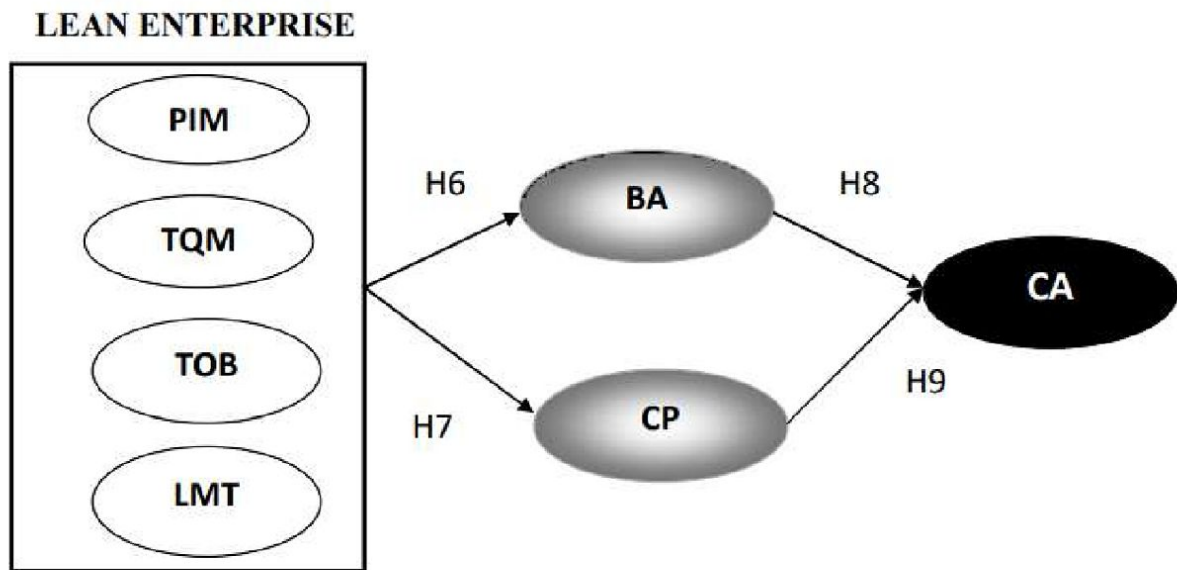 LEAN ENTERPRISE
PIM
TQM
TOB
LMT
H6
H7
BA
CP
H8
H9
CA